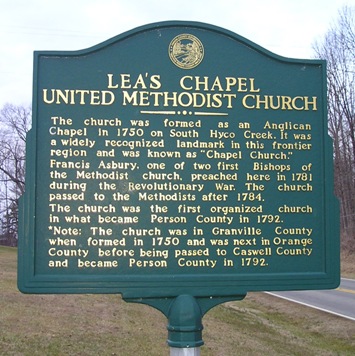 LEA'S CHAPEL
UNITED METHODIST CHURCH
The church was formed as an Anglican
Chapel in 1750 on South Hyco Creek. It was
a widely recognized landmark in this frontier
region and was known as "Chapel Church."
Francis Asbury, one of two first Bishops of
the Methodist church, preached here in 1781
during the Revolutionary War. The church
passed to the Methodists after 1784.
The church was the first organized church
in what became Person County in 1792.
*Note: The church was in Granville County
when formed in 1750 and was next in Orange
County before being passed to Caswell County
and became Person County in 1792.